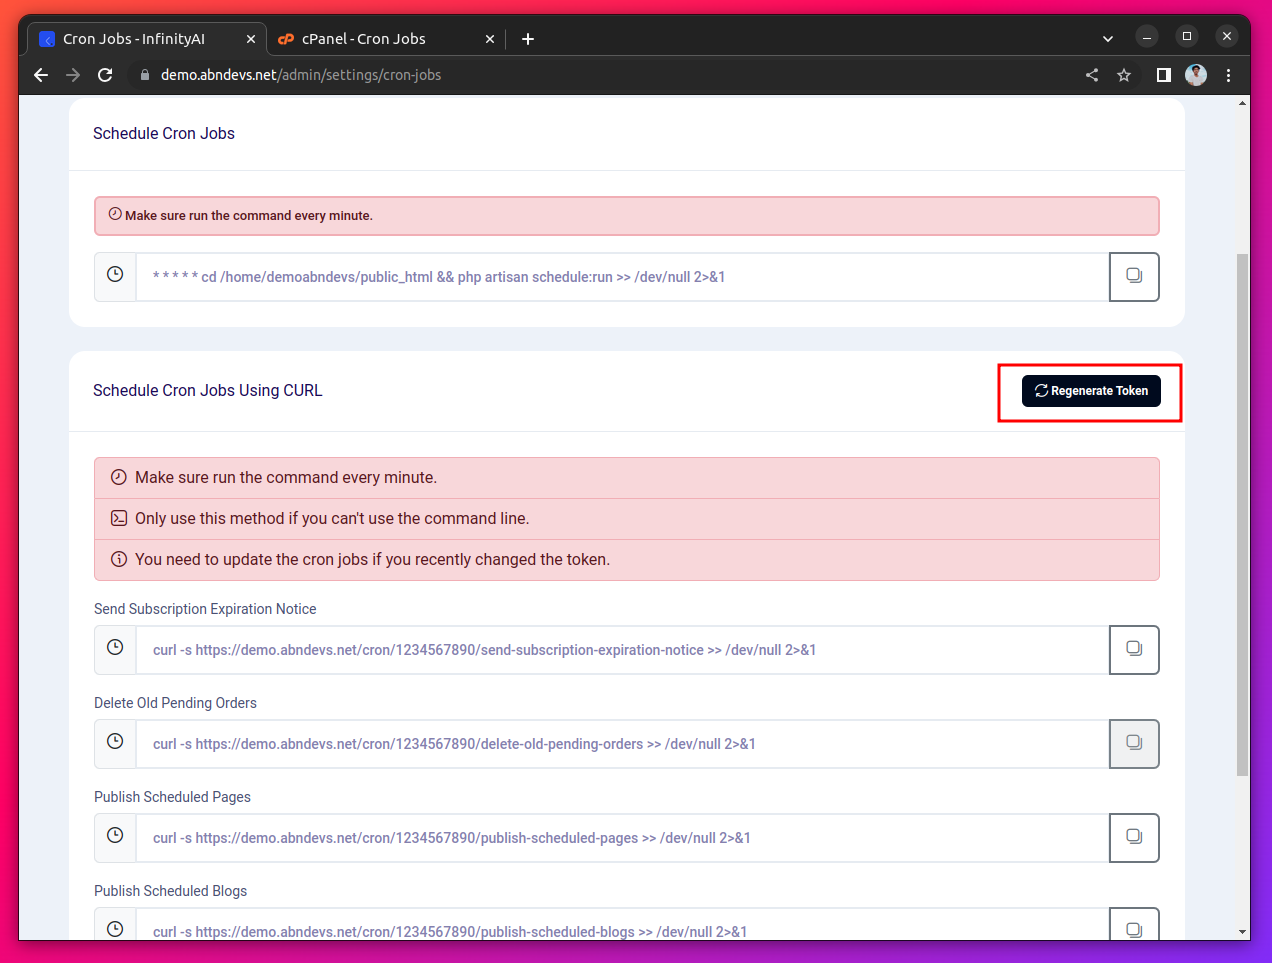 Cron Jobs - InfinityAI
cPanel - Cron Jobs
demo.abndevs.net/admin/settings/cron-jobs
Schedule Cron Jobs
Make sure run the command every minute.
* * * * * cd /home/demoabndevs/public_html && php artisan schedule:run >> /dev/null 2>&1
Schedule Cron Jobs Using CURL
Regenerate Token
Make sure run the command every minute.
Only use this method if you can't use the command line.
You need to update the cron jobs if you recently changed the token.
Send Subscription Expiration Notice
curl -s https://demo.abndevs.net/cron/1234567890/send-subscription-expiration-notice >> /dev/null 2>&1
Delete Old Pending Orders
curl -s https://demo.abndevs.net/cron/1234567890/delete-old-pending-orders >> /dev/null 2>&1
Publish Scheduled Pages
curl -s https://demo.abndevs.net/cron/1234567890/publish-scheduled-pages >> /dev/null 2>&1
Publish Scheduled Blogs
curl -s https://demo.abndevs.net/cron/1234567890/publish-scheduled-blogs >> /dev/null 2>&1